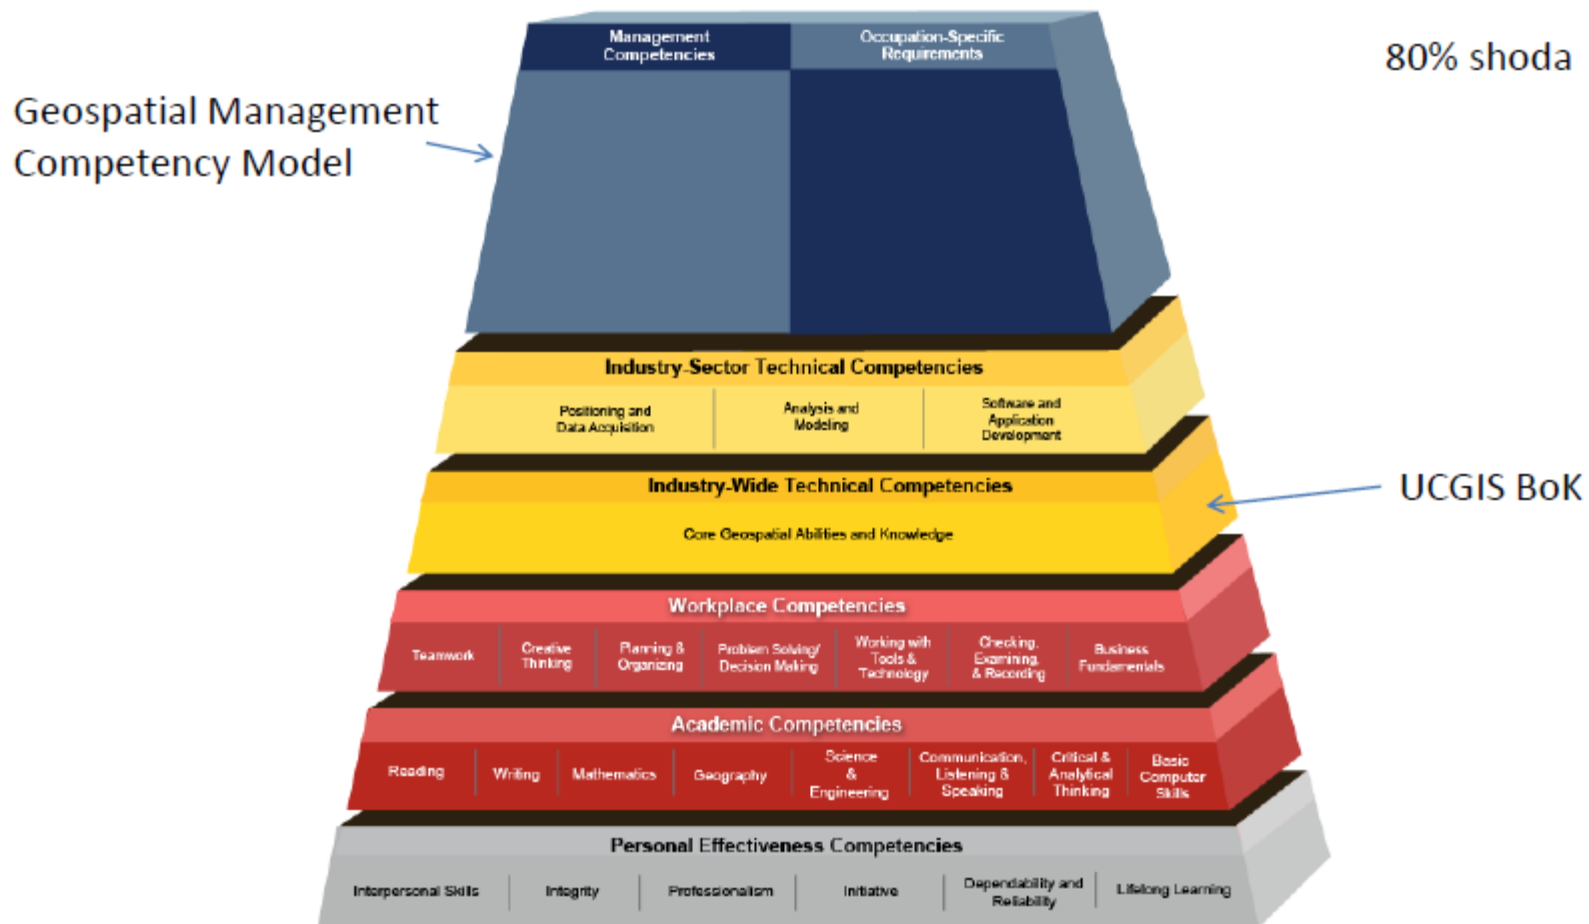 Management
Competencies
Occupation-Specific
Requirements
80% shoda
Geospatial Management
Competency Model
Industry-Sector Technical Competencies
Positioning and
Data Acquisition
Analysis and
Modeling
Software and
Application
Development
Industry-Wide Technical Competencies
Core Geospatial Abilities and Knowledge
UCGIS BoK
Workplace Competencies
Teamwork
Creative
Thinking
Planning &
Organizing
Problem Solving/
Decision Making
Working with
Tools &
Technology
Checking,
Examining,
& Recording
Business
Fundamentals
Academic Competencies
Reading
Writing
Mathematics
Geography
Science
&
Engineering
Communication,
Listening &
Speaking
Critical &
Analytical
Thinking
Basic
Computer
Skills
Personal Effectiveness Competencies
Interpersonal Skills
Integrity
Professionalism
Initiative
Dependability and
Reliability
Lifelong Learning